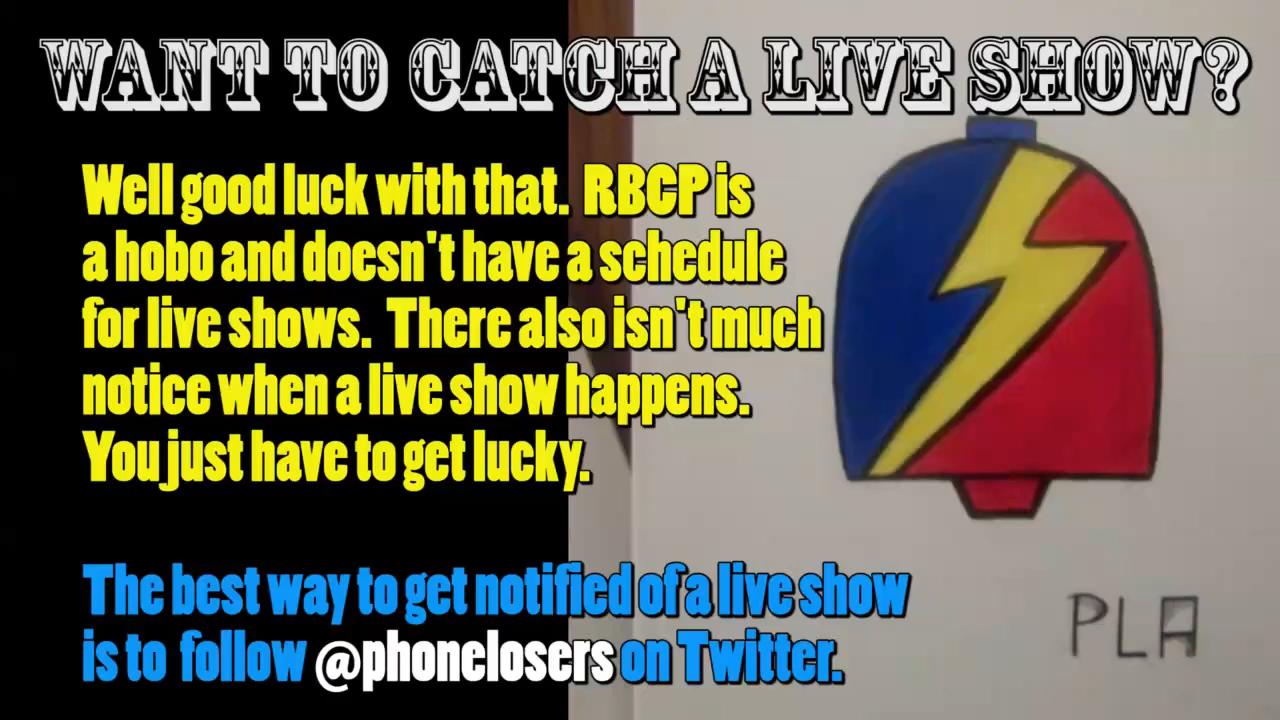 WANT TO CATCH A LIVE SHOW?
Well good luck with that. RBCP is
a hobo and doesn't have a schedule
for live shows. There also isn't much
notice when a live show happens.
You just have to get lucky.
The best way to get notified of a live show
is to follow @phonelosers on Twitter.
PLA